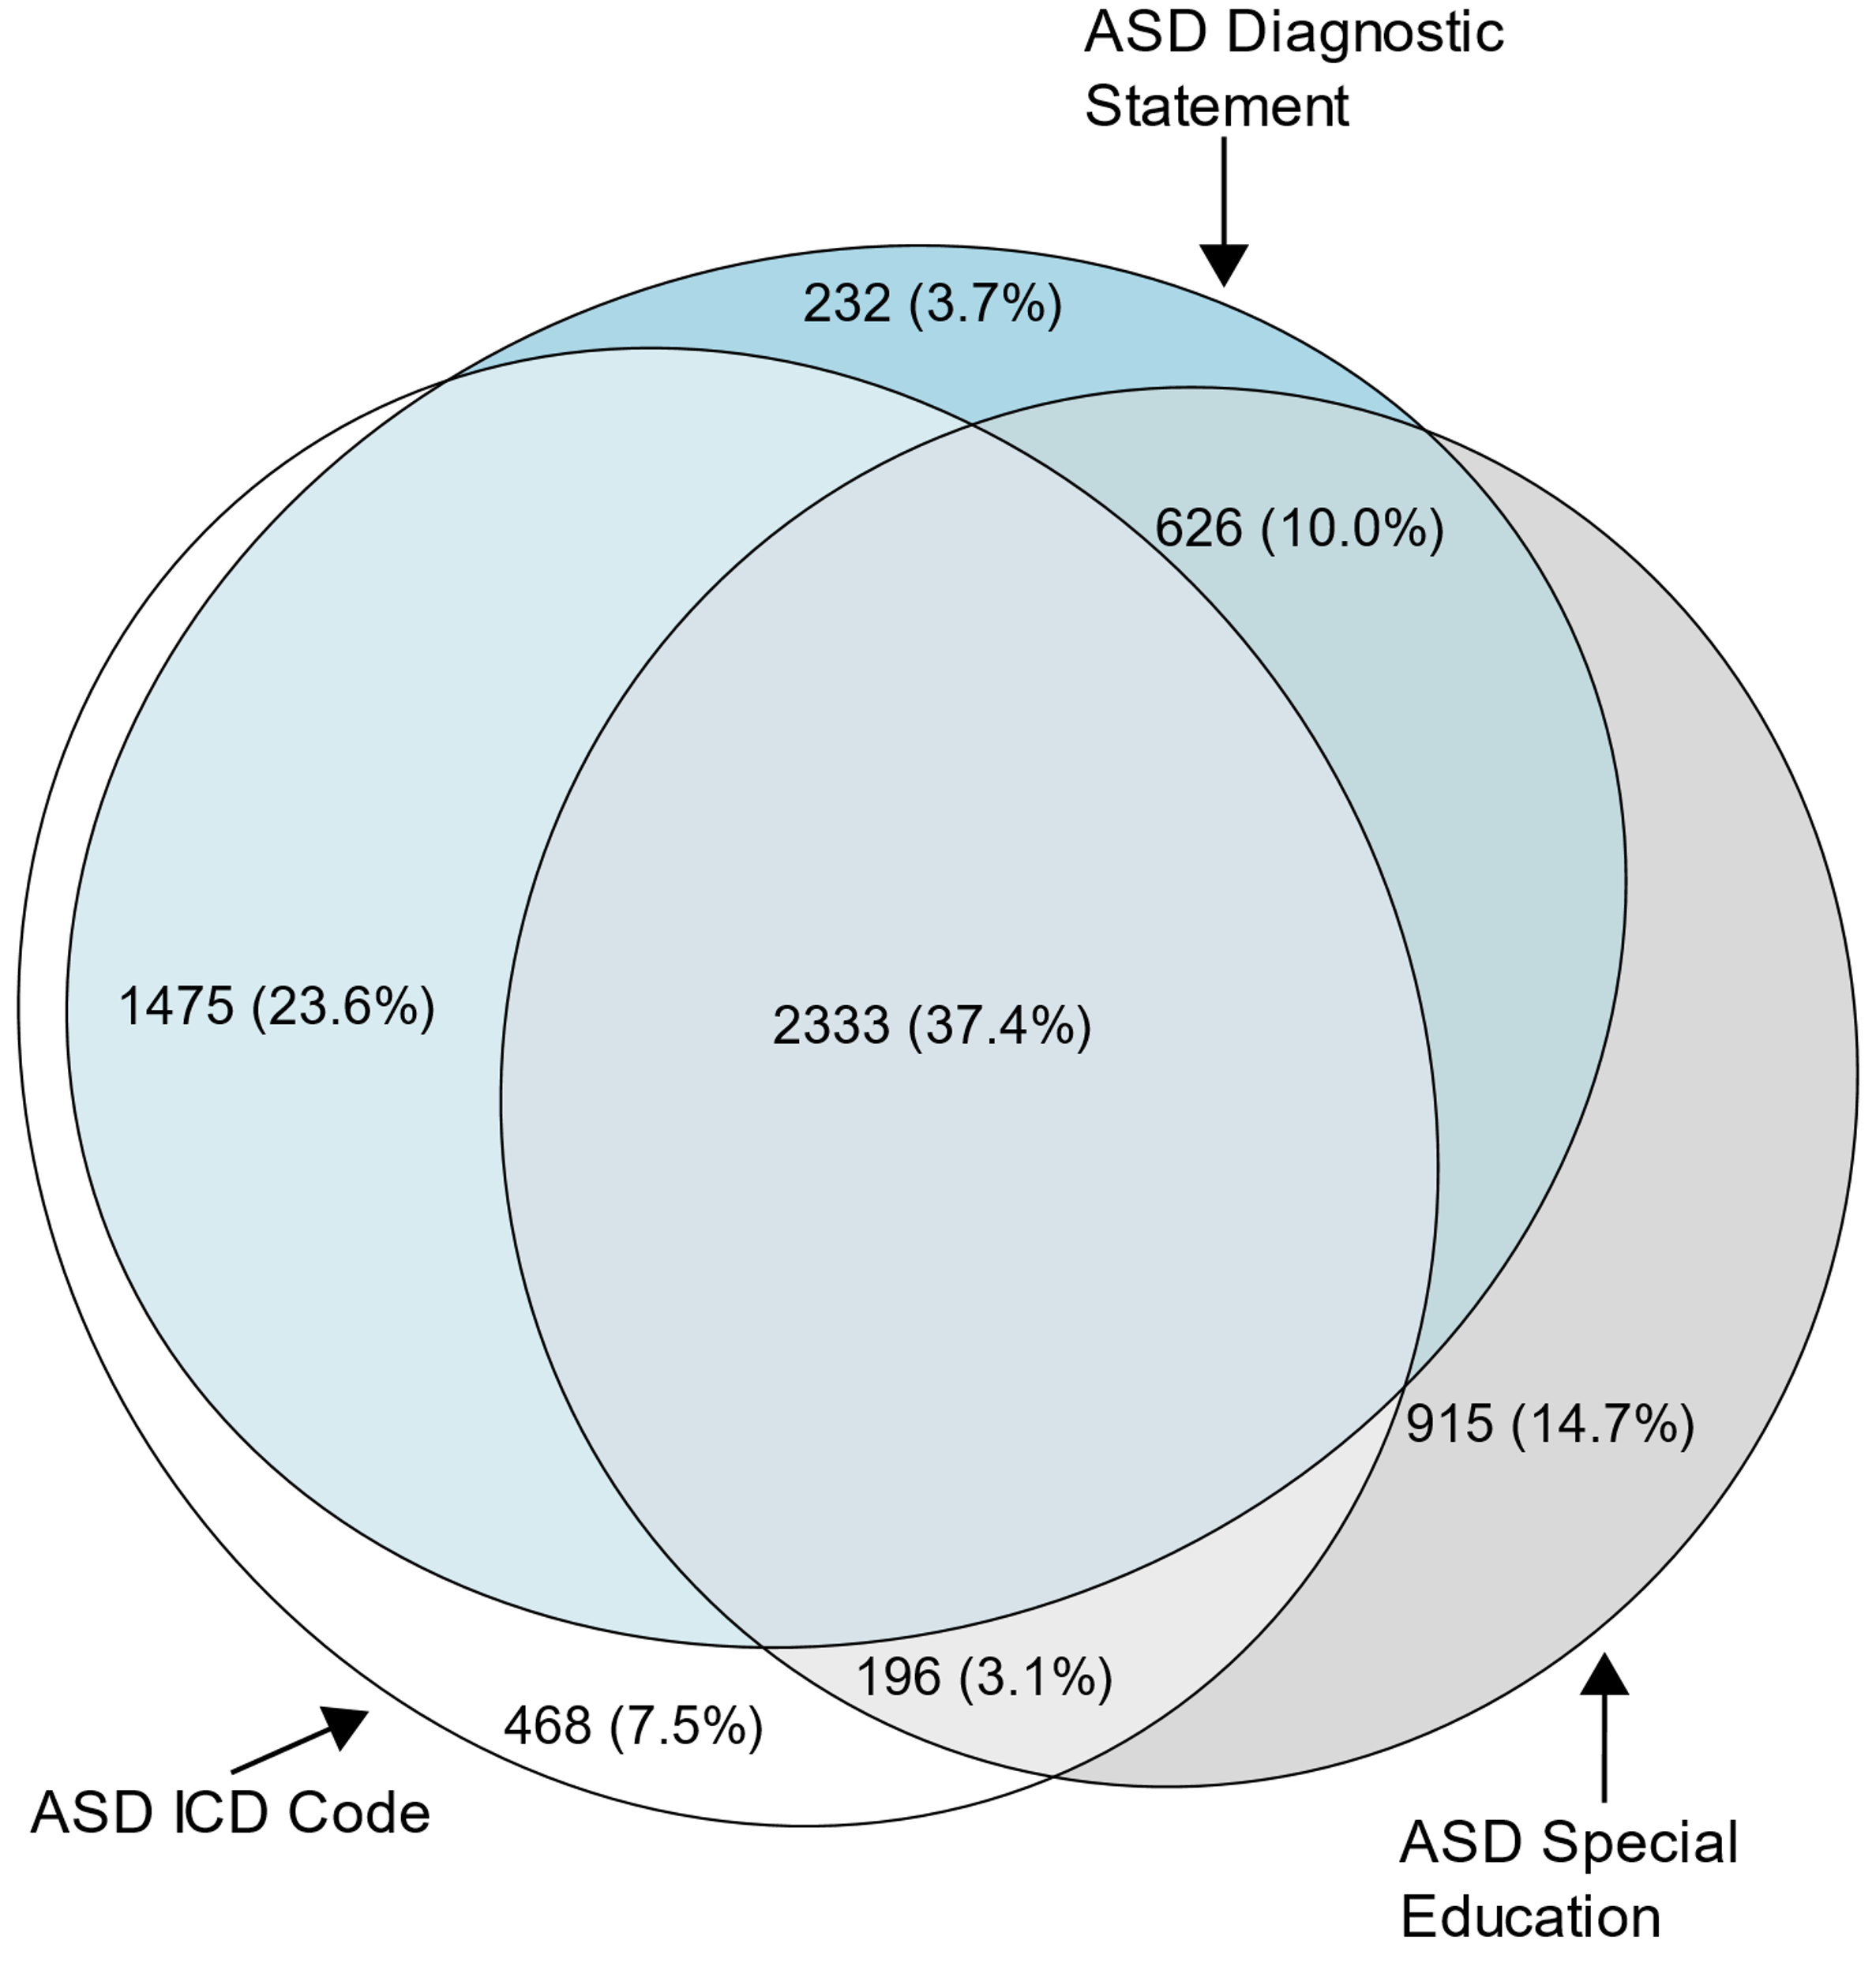 ASD Diagnostic
Statement
232 (3.7%)
626 (10.0%)
1475 (23.6%)
2333 (37.4%)
915 (14.7%)
196 (3.1%)
468 (7.5%)
ASD ICD Code
ASD Special
Education